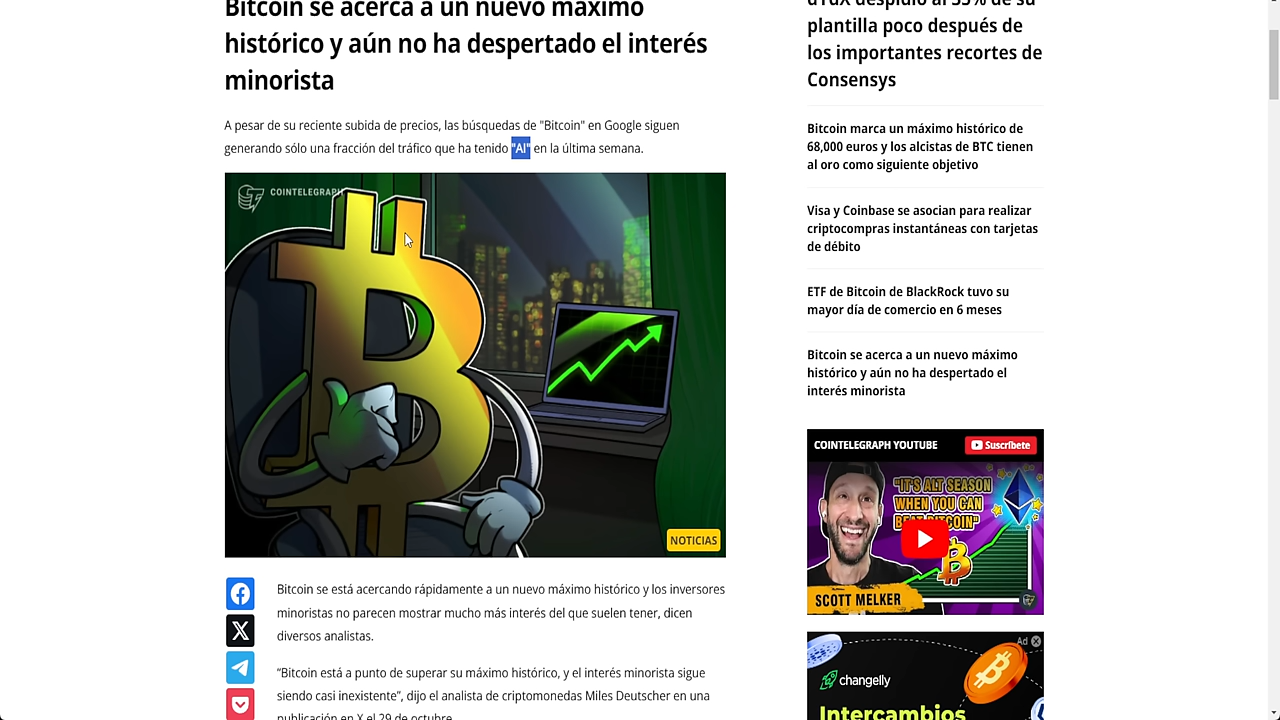 Bitcoin se acerca a un nuevo máximo
histórico y aún no ha despertado el interés
minorista
A pesar de su reciente subida de precios, las búsquedas de "Bitcoin" en Google siguen
generando sólo una fracción del tráfico que ha tenido "AI" en la última semana.
COINTELEGRAPH
NOTICIAS
Bitcoin se está acercando rápidamente a un nuevo máximo histórico y los inversores
minoristas no parecen mostrar mucho más interés del que suelen tener, dicen
diversos analistas.
“Bitcoin está a punto de superar su máximo histórico, y el interés minorista sigue
siendo casi inexistente”, dijo el analista de criptomonedas Miles Deutscher en una
publicación en X el 29 de octubre
dYdX despidió al 35% de su
plantilla poco después de
los importantes recortes de
Consensys
Bitcoin marca un máximo histórico de
68,000 euros y los alcistas de BTC tienen
al oro como siguiente objetivo
Visa y Coinbase se asocian para realizar
criptocompras instantáneas con tarjetas
de débito
ETF de Bitcoin de BlackRock tuvo su
mayor día de comercio en 6 meses
Bitcoin se acerca a un nuevo máximo
histórico y aún no ha despertado el
interés minorista
COINTELEGRAPH YOUTUBE
Suscríbete
"IT'S ALT SEASON
WHEN YOU CAN
BEAT BITCOIN"
SCOTT MELKER
Ad
changelly
Intercambios